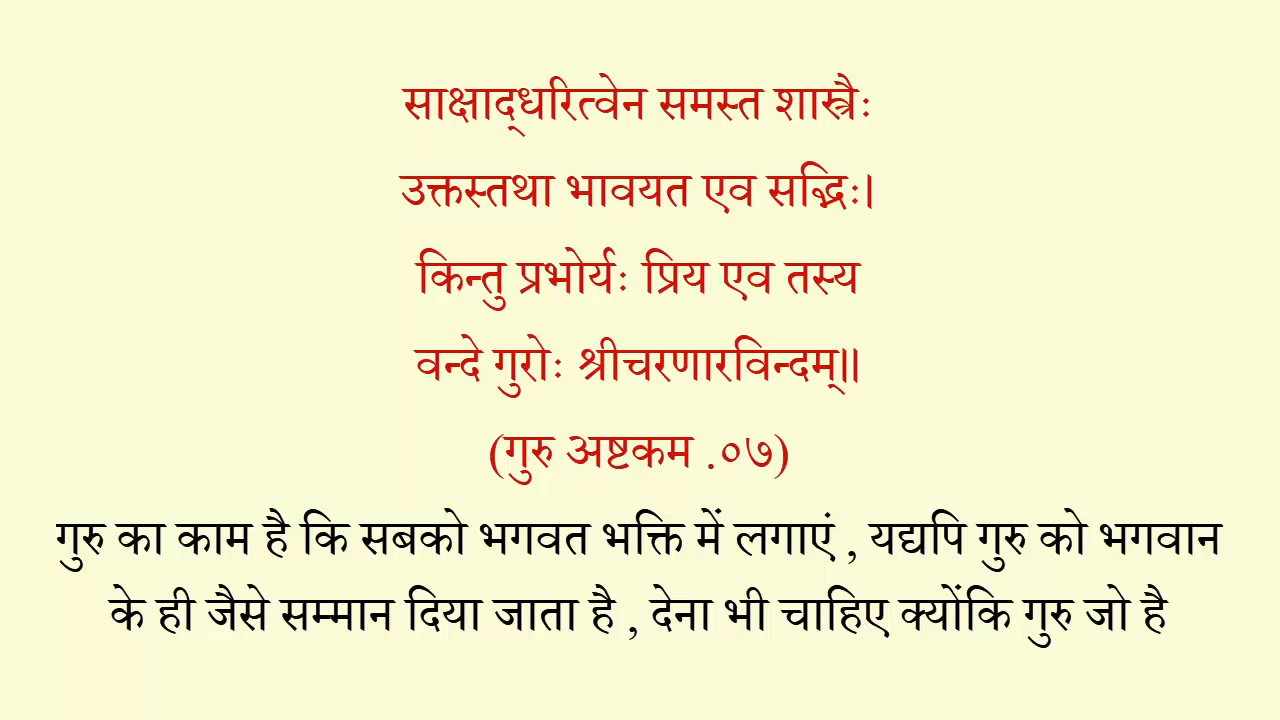 साक्षाद्‌धरित्वेन समस्त शास्त्रैः
उक्तस्तथा भावयत एव सद्भिः।
किन्तु प्रभोर्यः प्रिय एव तस्य
वन्दे गुरोः श्रीचरणारविन्दम्॥
(गुरु अष्टकम .०७)
गुरु का काम है कि सबको भगवत भक्ति में लगाएं , यद्यपि गुरु को भगवान
के ही जैसे सम्मान दिया जाता है , देना भी चाहिए क्योंकि गुरु जो है